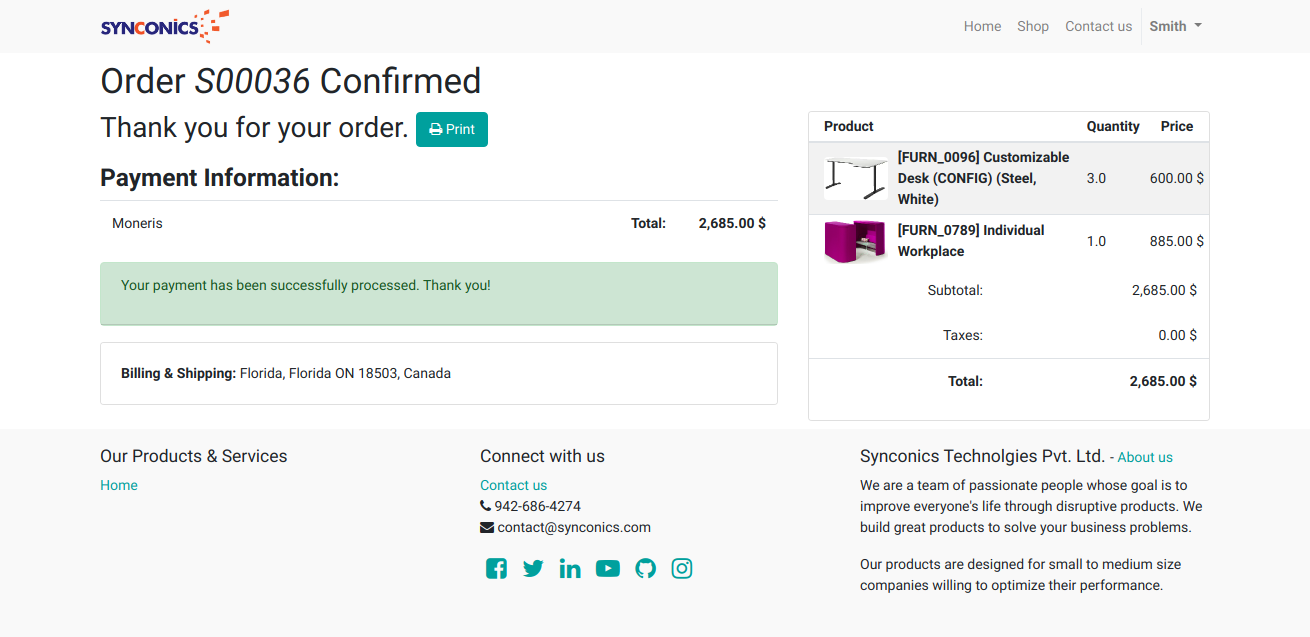 SYNCONICS
Home Shop Contact us Smith
Order S00036 Confirmed
Thank you for your order. Print
Payment Information:
Moneris Total: 2,685.00 $
Your payment has been successfully processed. Thank you!
Billing & Shipping: Florida, Florida ON 18503, Canada
Product Quantity Price
[FURN_0096] Customizable
Desk (CONFIG) (Steel,
White)
3.0 600.00 $
[FURN_0789] Individual
Workplace
1.0 885.00 $
Subtotal: 2,685.00 $
Taxes: 0.00 $
Total: 2,685.00 $
Our Products & Services
Home
Connect with us
Contact us
942-686-4274
contact@synconics.com
Synconics Technolgies Pvt. Ltd. - About us
We are a team of passionate people whose goal is to
improve everyone's life through disruptive products. We
build great products to solve your business problems.
Our products are designed for small to medium size
companies willing to optimize their performance.